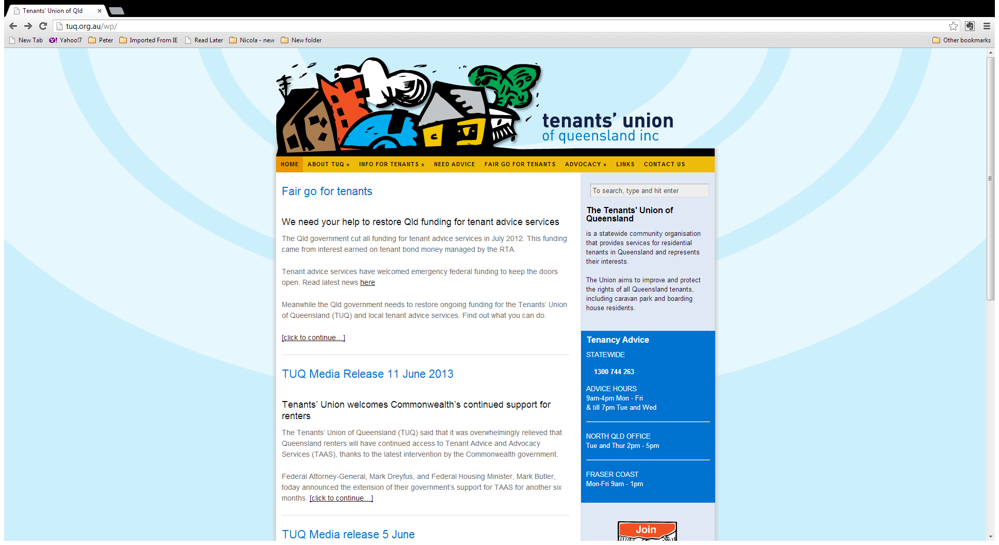 Tenants' Union of Qld
tuq.org.au/wp/
New Tab Yahoo!7 Peter Imported From IE Read Later Nicola - new New folder Other bookmarks
tenants' union
of queensland inc
HOME ABOUT TUQ » INFO FOR TENANTS » NEED ADVICE FAIR GO FOR TENANTS ADVOCACY » LINKS CONTACT US
Fair go for tenants
We need your help to restore Qld funding for tenant advice services
The Qld government cut all funding for tenant advice services in July 2012. This funding
came from interest earned on tenant bond money managed by the RTA.
Tenant advice services have welcomed emergency federal funding to keep the doors
open. Read latest news here
Meanwhile the Qld government needs to restore ongoing funding for the Tenants' Union
of Queensland (TUQ) and local tenant advice services. Find out what you can do.
[click to continue...]
TUQ Media Release 11 June 2013
Tenants' Union welcomes Commonwealth's continued support for
renters
The Tenants' Union of Queensland (TUQ) said that it was overwhelmingly relieved that
Queensland renters will have continued access to Tenant Advice and Advocacy
Services (TAAS), thanks to the latest intervention by the Commonwealth government.
Federal Attorney-General, Mark Dreyfus, and Federal Housing Minister, Mark Butler,
today announced the extension of their government's support for TAAS for another six
months. [click to continue...]
TUQ Media release 5 June
To search, type and hit enter
The Tenants' Union of
Queensland
is a statewide community organisation
that provides services for residential
tenants in Queensland and represents
their interests.
The Union aims to improve and protect
the rights of all Queensland tenants,
including caravan park and boarding
house residents.
Tenancy Advice
STATEWIDE
1300 744 263
ADVICE HOURS
9am-4pm Mon - Fri
& till 7pm Tue and Wed
NORTH QLD OFFICE
Tue and Thur 2pm - 5pm
FRASER COAST
Mon-Fri 9am - 1pm
Join